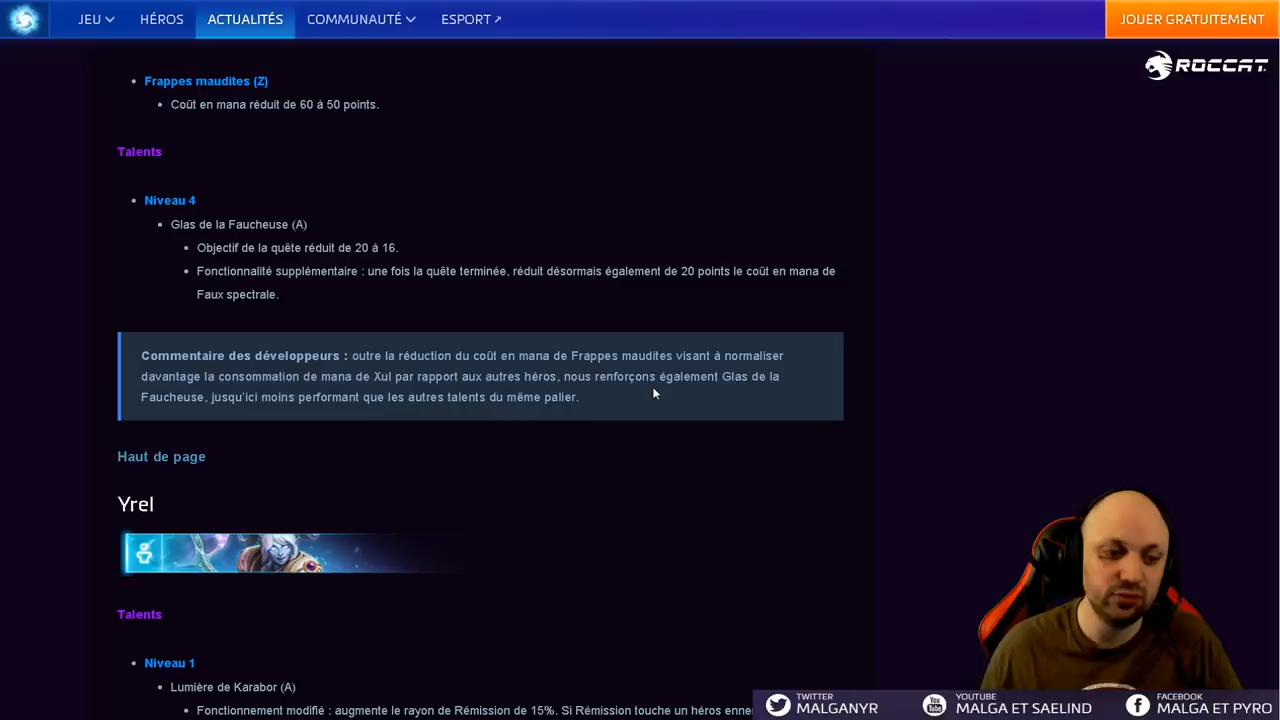 JEU
HÉROS
ACTUALITÉS
COMMUNAUTÉ
ESPORT
JOUER GRATUITEMENT
ROCCAT
Frappes maudites (Z)
Coût en mana réduit de 60 à 50 points.
Talents
Niveau 4
Glas de la Faucheuse (A)
Objectif de la quête réduit de 20 à 16.
Fonctionnalité supplémentaire : une fois la quête terminée, réduit désormais également de 20 points le coût en mana de
Faux spectrale.
Commentaire des développeurs : outre la réduction du coût en mana de Frappes maudites visant à normaliser
davantage la consommation de mana de Xul par rapport aux autres héros, nous renforçons également Glas de la
Faucheuse, jusqu'ici moins performant que les autres talents du même palier.
Haut de page
Yrel
Talents
Niveau 1
Lumière de Karabor (A)
Fonctionnement modifié : augmente le rayon de Rémission de 15%. Si Rémission touche un héros enne
TWITTER
MALGANYR
YOUTUBE
MALGA ET SAELIND
FACEBOOK
MALGA ET PYRO